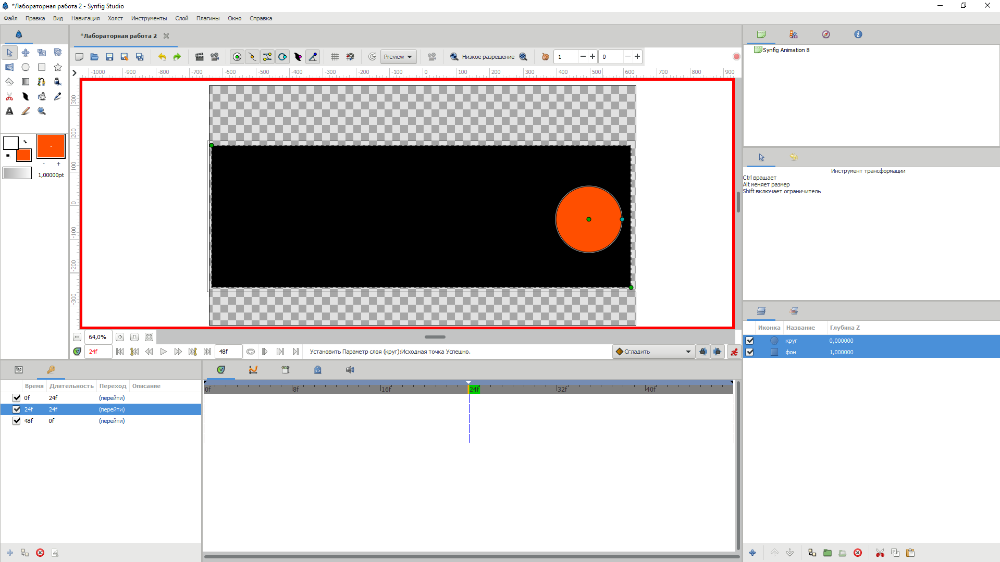 *Лабораторная работа 2 - Synfig Studio
Файл Правка Вид Навигация Холст Инструменты Слой Плагины Окно Справка
*Лабораторная работа 2
Preview Низкое разрешение 1 0
-1000 -900 -800 -700 -600 -500 -400 -300 -200 -100 0 100 200 300 400 500 600 700 800 900
300
200
100
0
-100
-200
-300
- +
1,00000pt
64,0%
24f 48f Установить Параметр слоя (круг):Исходная точка Успешно. Сгладить
Время Длительность Переход Описание
0f 24f (перейти)
24f 24f (перейти)
48f 0f (перейти)
0f 8f 16f 24f 32f 40f
Synfig Animation 8
Инструмент трансформации
Ctrl вращает
Alt меняет размер
Shift включает ограничитель
Иконка Название Глубина Z
круг 0,000000
фон 1,000000